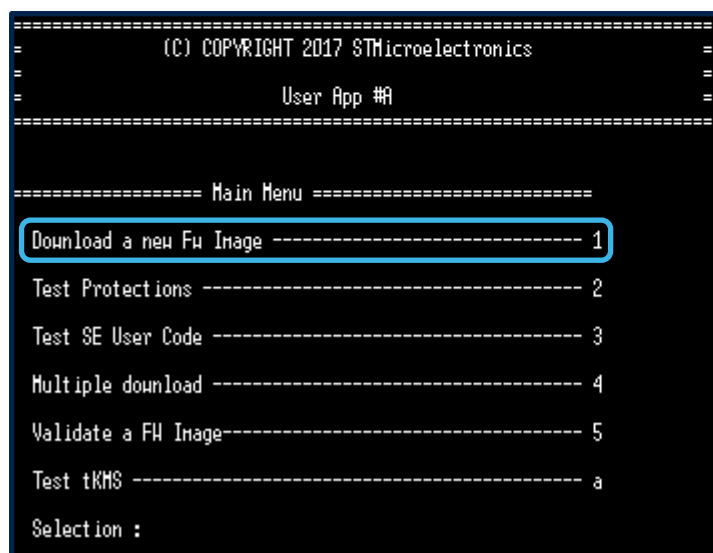 ======================================================================
= (C) COPYRIGHT 2017 STMicroelectronics =
= =
= User App #A =
======================================================================
=================== Main Menu ============================
Download a new Fw Image ------------------------------- 1
Test Protections -------------------------------------- 2
Test SE User Code ------------------------------------- 3
Multiple download ------------------------------------- 4
Validate a FW Image------------------------------------ 5
Test tKMS --------------------------------------------- a
Selection :